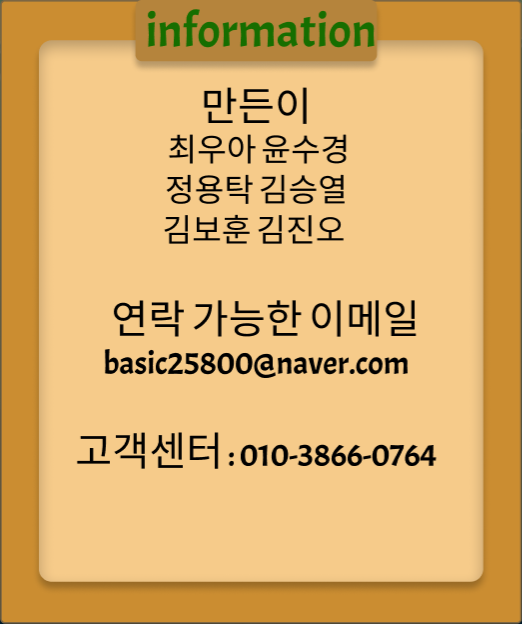 information
만든이
최우아 윤수경
정용탁 김승열
김보훈 김진오
연락 가능한 이메일
basic25800@naver.com
고객센터 : 010-3866-0764